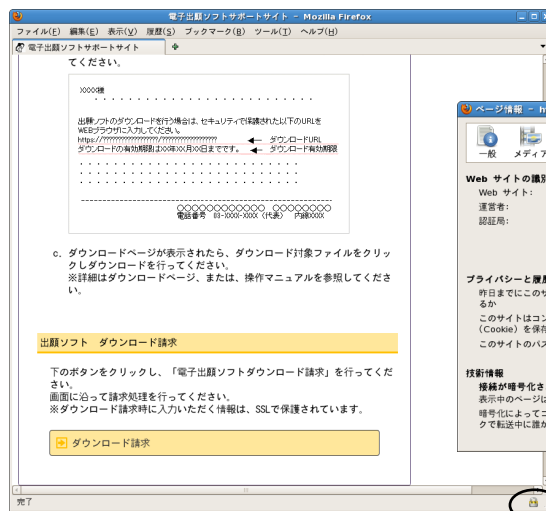 電子出願ソフトサポートサイト - Mozilla Firefox
ファイル(F) 編集(E) 表示(V) 履歴(S) ブックマーク(B) ツール(T) ヘルプ(H)
電子出願ソフトサポートサイト
てください。
XXXX様
・・・・・・・・・・・・・・・・・・・・・・・・・・
出願ソフトのダウンロードを行う場合は、セキュリティで保護された以下のURLを
WEBブラウザに入力してください。
https://????????????????/????????????????? ← ダウンロードURL
ダウンロードの有効期限はXX年XX月XX日までです。 ← ダウンロード有効期限
・・・・・・・・・・・・・・・・・・・・・・・・・・
・・・・・・・・・・・・・・・・・・・・・・・・・・
・・・・・・・・・・・・・・・・・・・・・・・・・・
----------------------------------------
○○○○○○○○○○○○○ ○○○○○○○○
電話番号 03-XXXX-XXXX (代表) 内線XXXX
c. ダウンロードページが表示されたら、ダウンロード対象ファイルをクリッ
クしダウンロードを行ってください。
※詳細はダウンロードページ、または、操作マニュアルを参照してくださ
い。
出願ソフト ダウンロード請求
下のボタンをクリックし、「電子出願ソフトダウンロード請求」を行ってくだ
さい。
画面に沿って請求処理を行ってください。
※ダウンロード請求時に入力いただく情報は、SSLで保護されています。
ダウンロード請求
完了
ページ情報 - h
一般 メディア
Web サイトの識別
Web サイト:
運営者:
認証局:
プライバシーと履歴
昨日までにこのサ
るか
このサイトはコン
(Cookie) を保存
このサイトのパス
技術情報
接続が暗号化さ
表示中のページは
暗号化によってコ
クで転送中に誰か